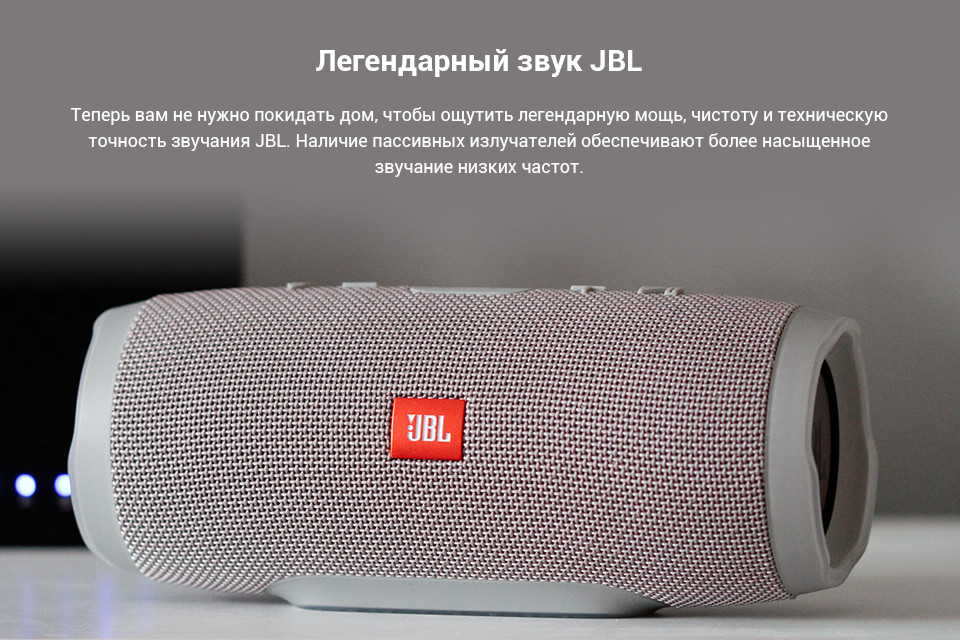 Легендарный звук JBL
Теперь вам не нужно покидать дом, чтобы ощутить легендарную мощь, чистоту и техническую
точность звучания JBL. Наличие пассивных излучателей обеспечивают более насыщенное
звучание низких частот.
JBL